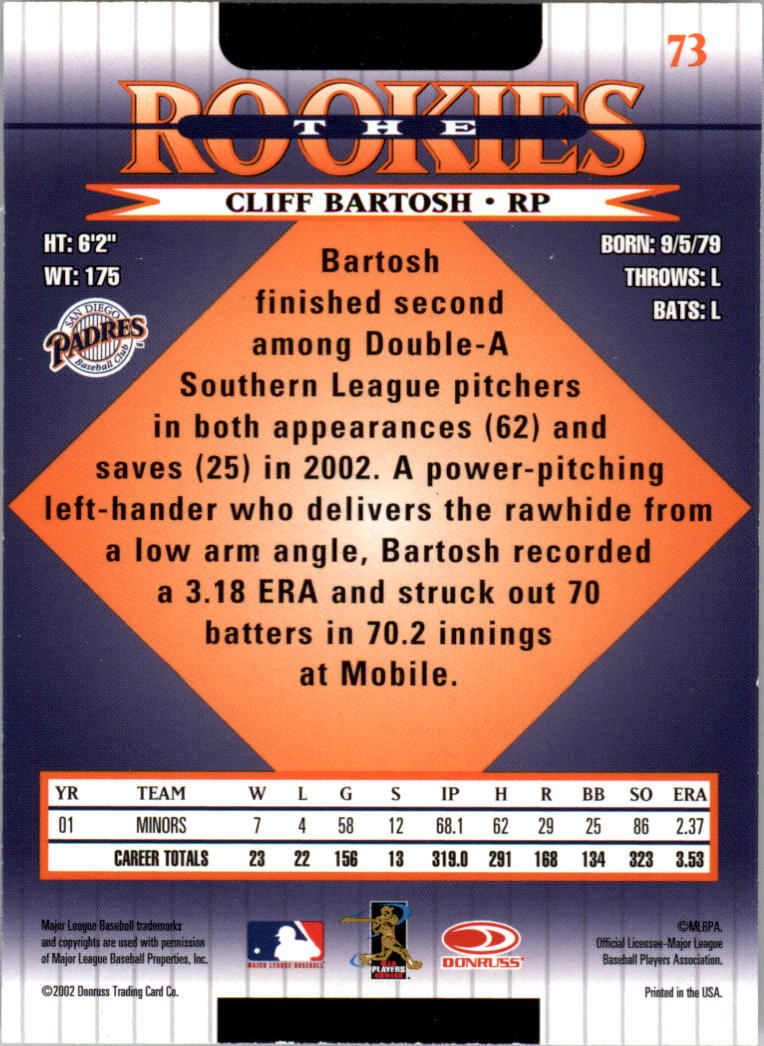 73
THE
ROOKIES
CLIFF BARTOSH • RP
HT: 6'2"
WT: 175
BORN: 9/5/79
THROWS: L
BATS: L
SAN DIEGO
PADRES
Baseball Club
TM
Bartosh
finished second
among Double-A
Southern League pitchers
in both appearances (62) and
saves (25) in 2002. A power-pitching
left-hander who delivers the rawhide from
a low arm angle, Bartosh recorded
a 3.18 ERA and struck out 70
batters in 70.2 innings
at Mobile.
YR TEAM W L G S IP H R BB SO ERA
01 MINORS 7 4 58 12 68.1 62 29 25 86 2.37
CAREER TOTALS 23 22 156 13 319.0 291 168 134 323 3.53
Major League Baseball trademarks
and copyrights are used with permission
of Major League Baseball Properties, Inc.
©2002 Donruss Trading Card Co.
MAJOR LEAGUE BASEBALL
MLB
PLAYERS
CHOICE
DONRUSS
©MLBPA.
Official Licensee-Major League
Baseball Players Association.
Printed in the USA.